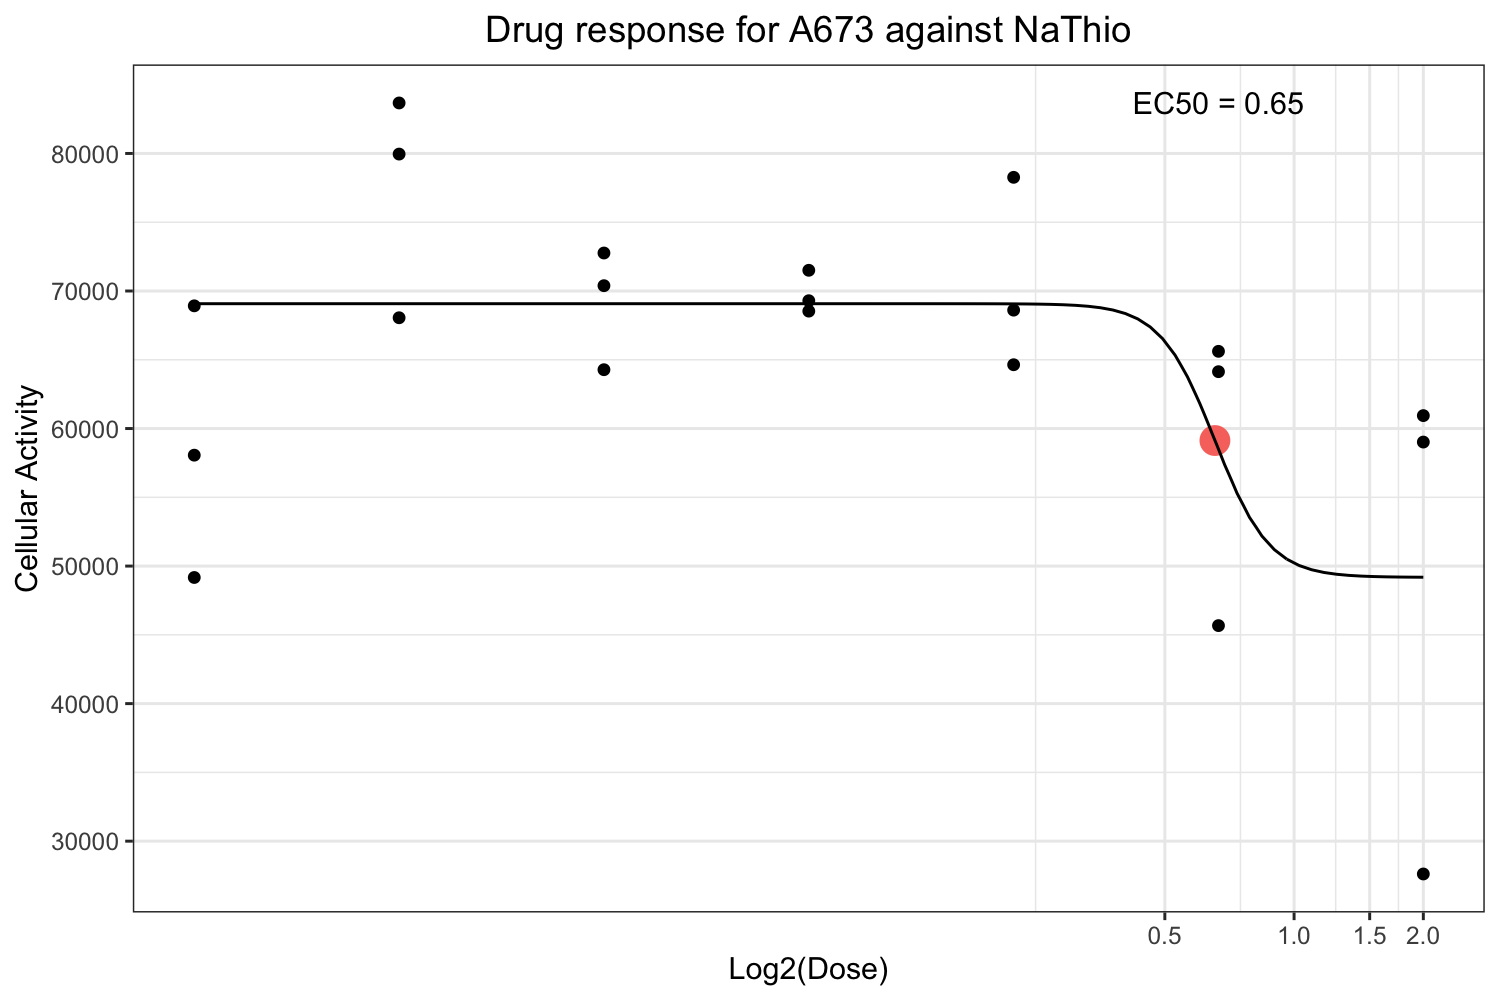 Drug response for A673 against NaThio
EC50 = 0.65
80000
70000
60000
50000
40000
30000
Cellular Activity
0.5 1.0 1.5 2.0
Log2(Dose)